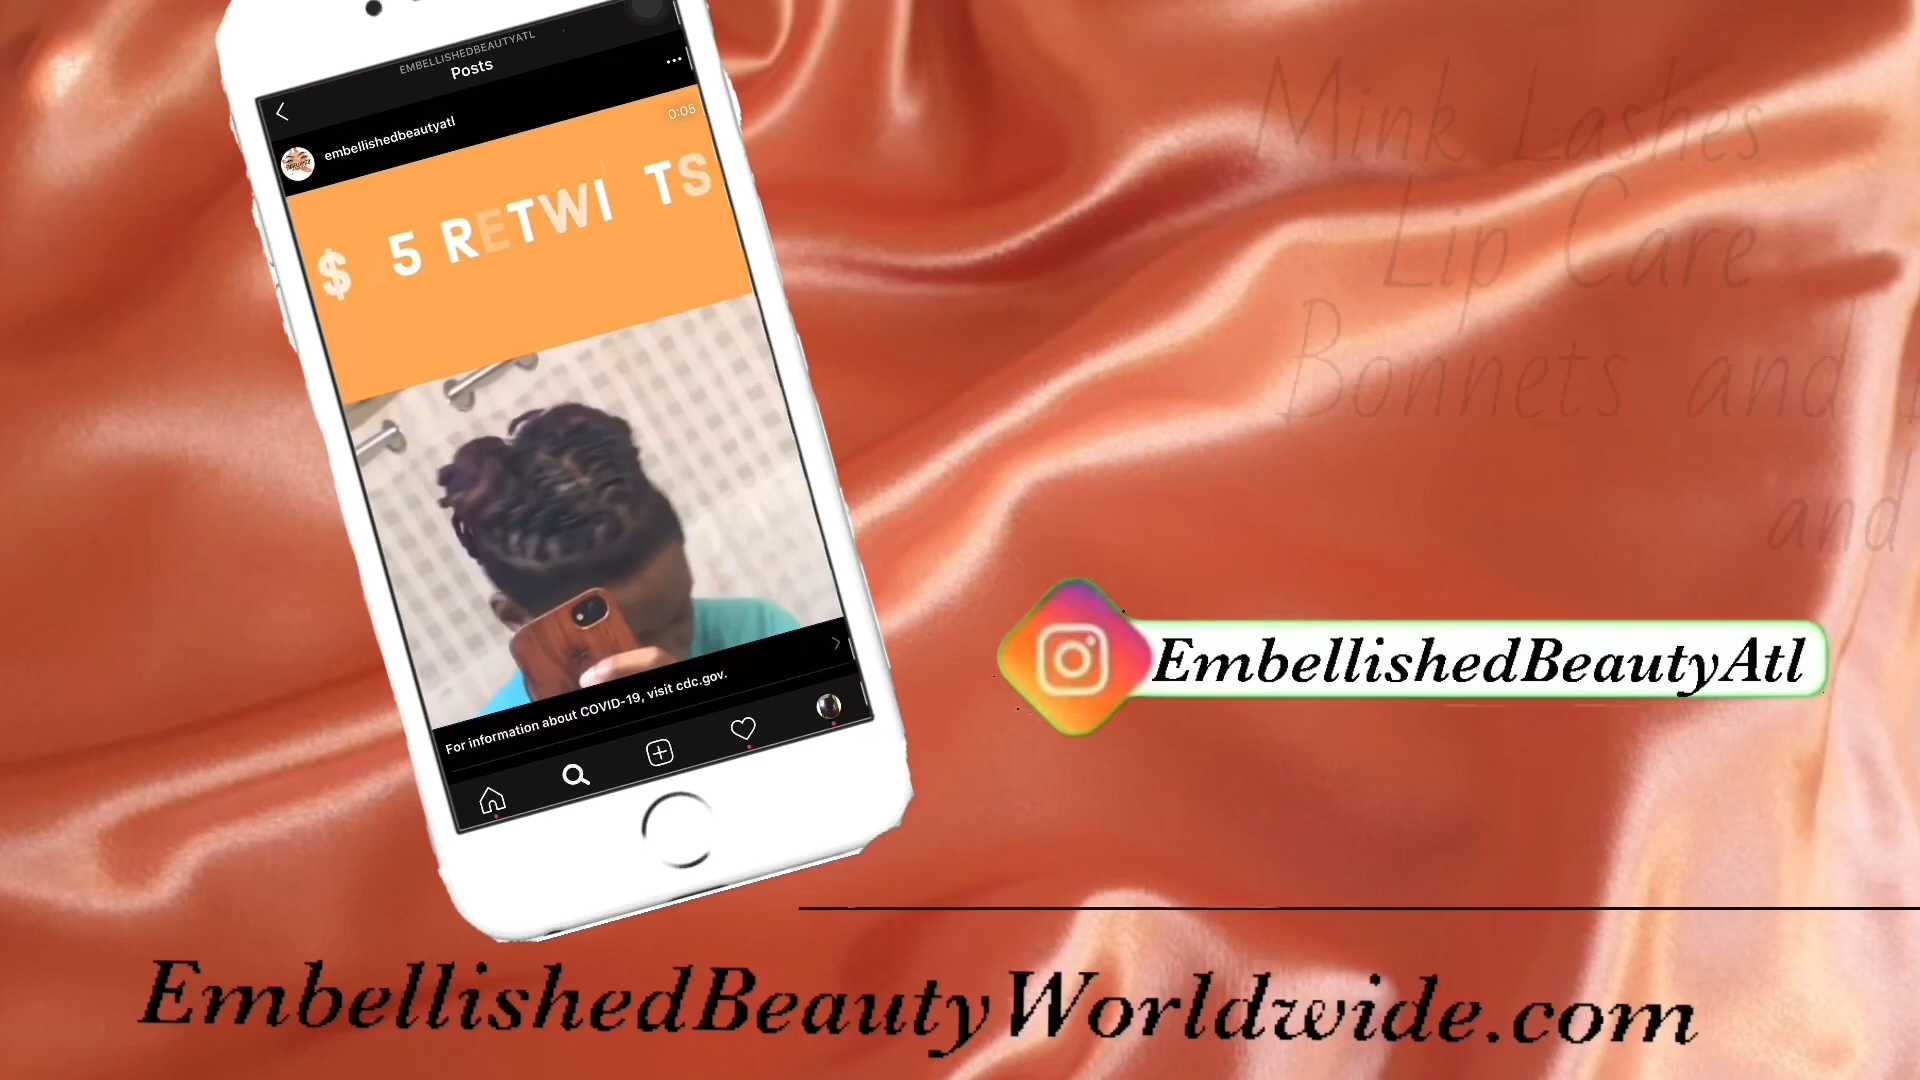 EMBELLISHEDBEAUTYATL
Posts
embellishedbeautyatl
0:05
$ 5 RETWI TS
For information about COVID-19, visit cdc.gov.
Mink Lashes
Lip Care
Bonnets and
and
EmbellishedBeautyAtl
EmbellishedBeautyWorldwide.com